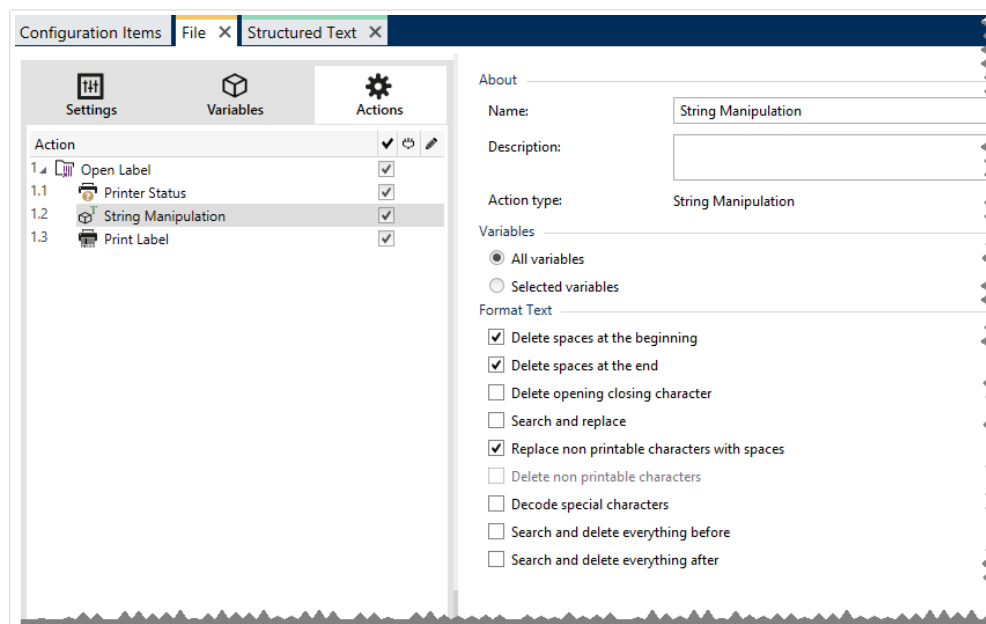 Configuration Items File Structured Text
Settings Variables Actions
Action
1 Open Label
1.1 Printer Status
1.2 String Manipulation
1.3 Print Label
About
Name: String Manipulation
Description:
Action type: String Manipulation
Variables
All variables
Selected variables
Format Text
Delete spaces at the beginning
Delete spaces at the end
Delete opening closing character
Search and replace
Replace non printable characters with spaces
Delete non printable characters
Decode special characters
Search and delete everything before
Search and delete everything after